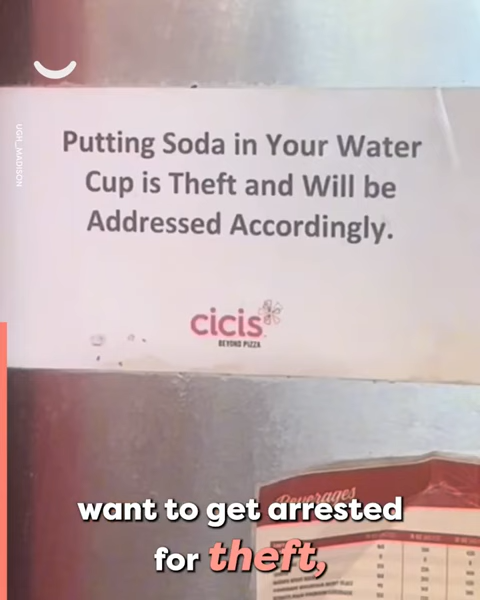 UGH_MADISON
Putting Soda in Your Water
Cup is Theft and Will be
Addressed Accordingly.
cicis
BEYOND PIZZA
Beverages
want to get arrested
for theft,